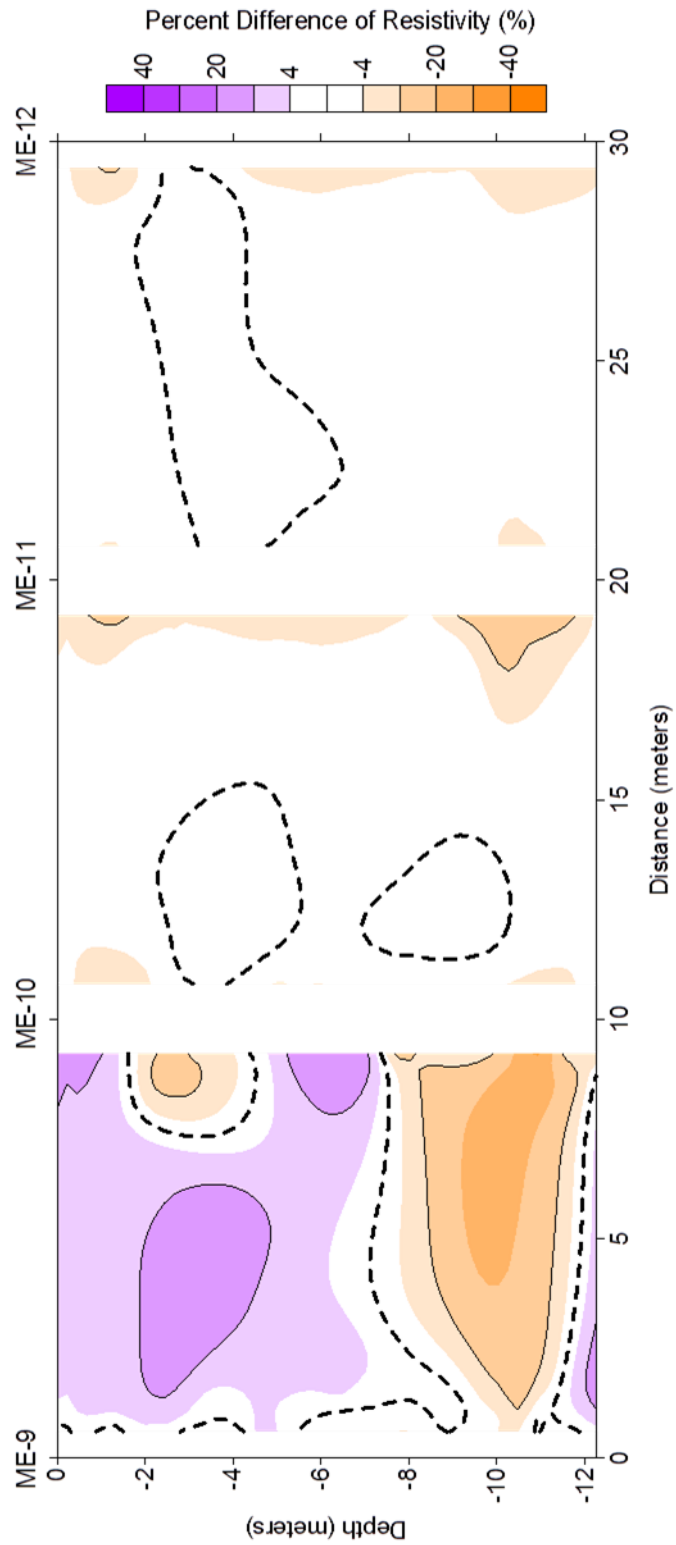 Percent Difference of Resistivity (%)
40 20 4 -4 -20 -40
ME-9 ME-10 ME-11 ME-12
0
-2
-4
-6
-8
-10
-12
Depth (meters)
0 5 10 15 20 25 30
Distance (meters)